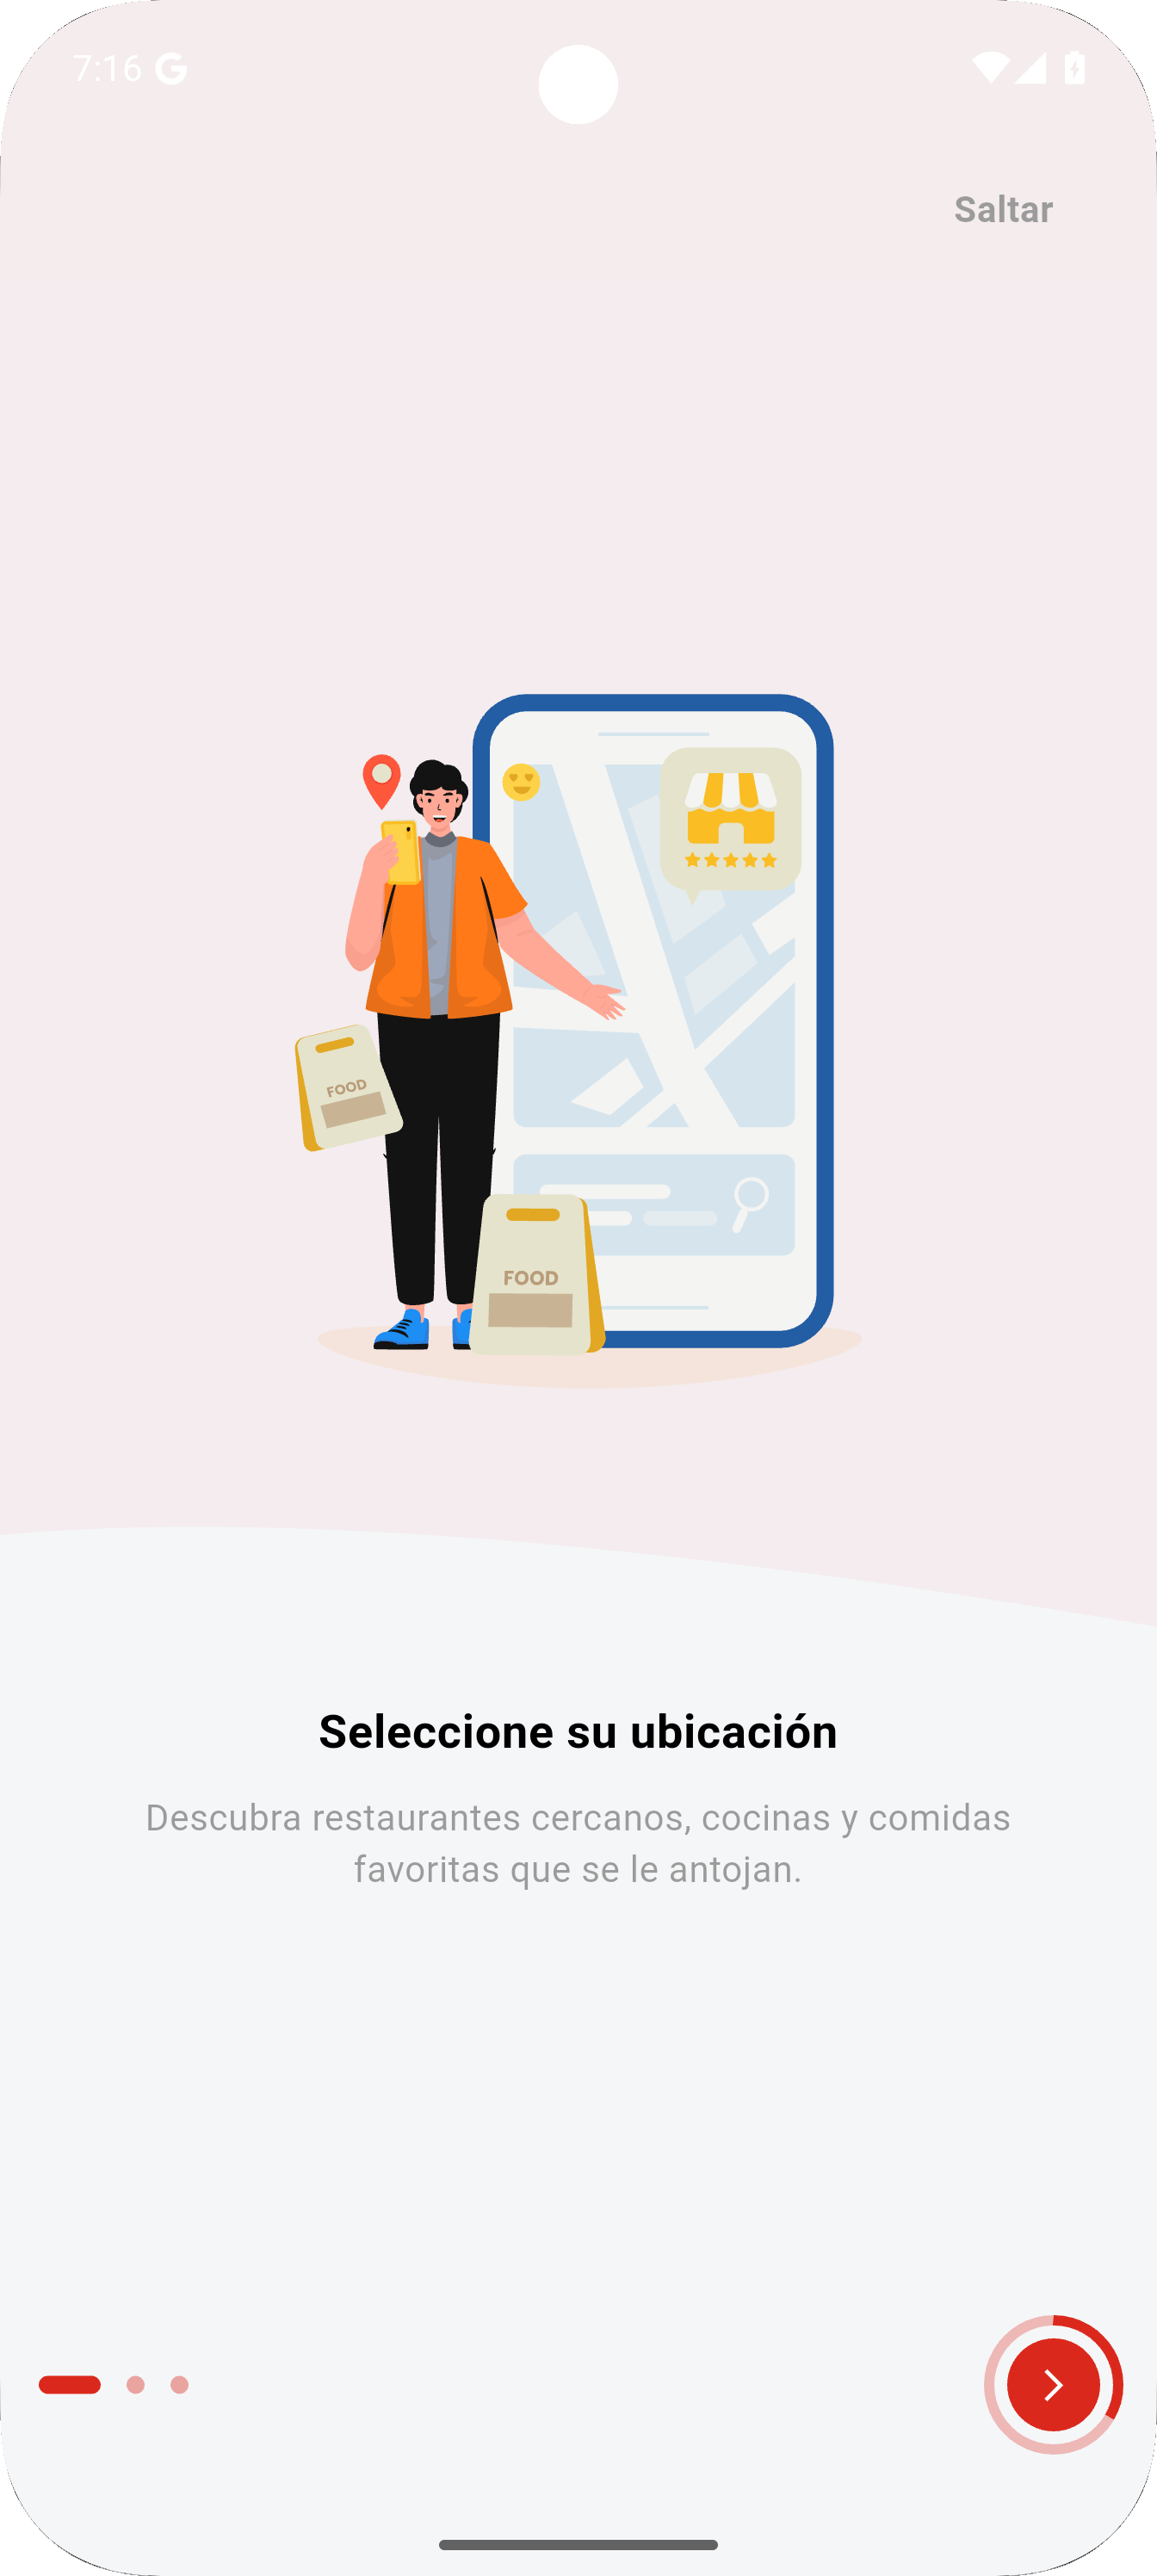 7:16
Saltar
FOOD
FOOD
Seleccione su ubicación
Descubra restaurantes cercanos, cocinas y comidas
favoritas que se le antojan.